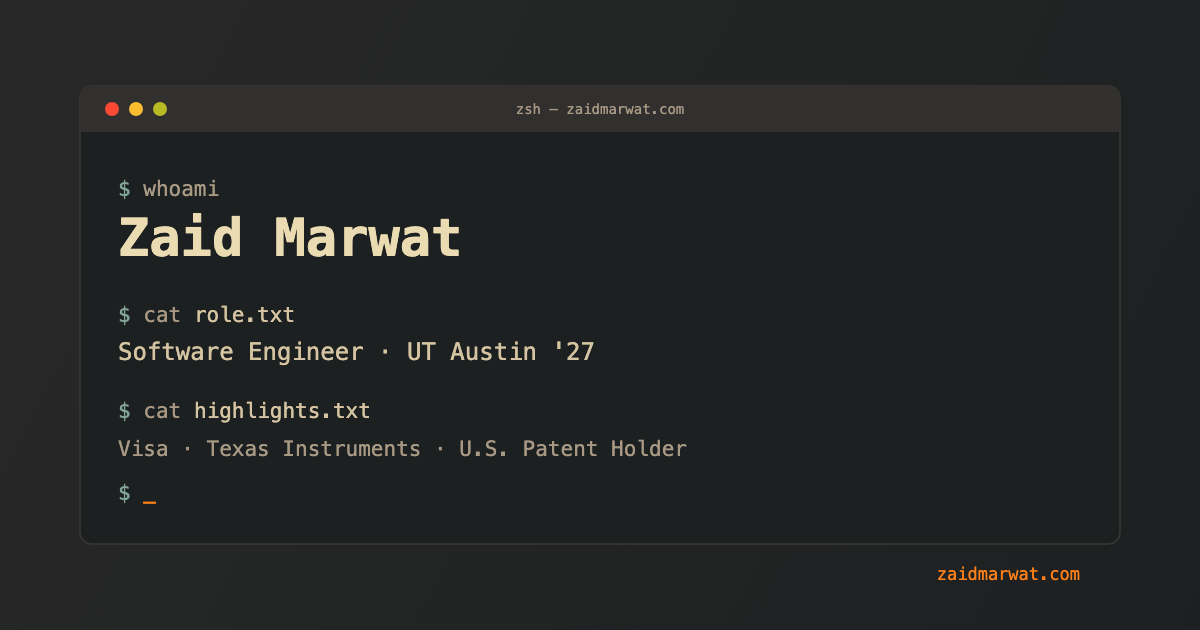 zsh — zaidmarwat.com
$ whoami
Zaid Marwat
$ cat role.txt
Software Engineer · UT Austin '27
$ cat highlights.txt
Visa · Texas Instruments · U.S. Patent Holder
$ _
zaidmarwat.com